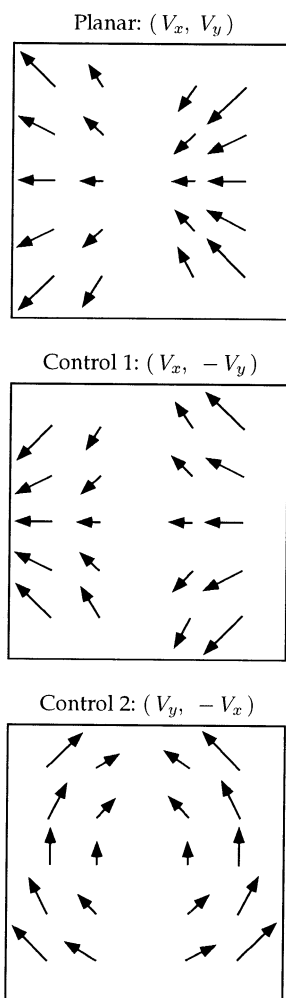 Planar: ( Vx, Vy)
Control 1: ( Vx, − Vy)
Control 2: ( Vy, − Vx)